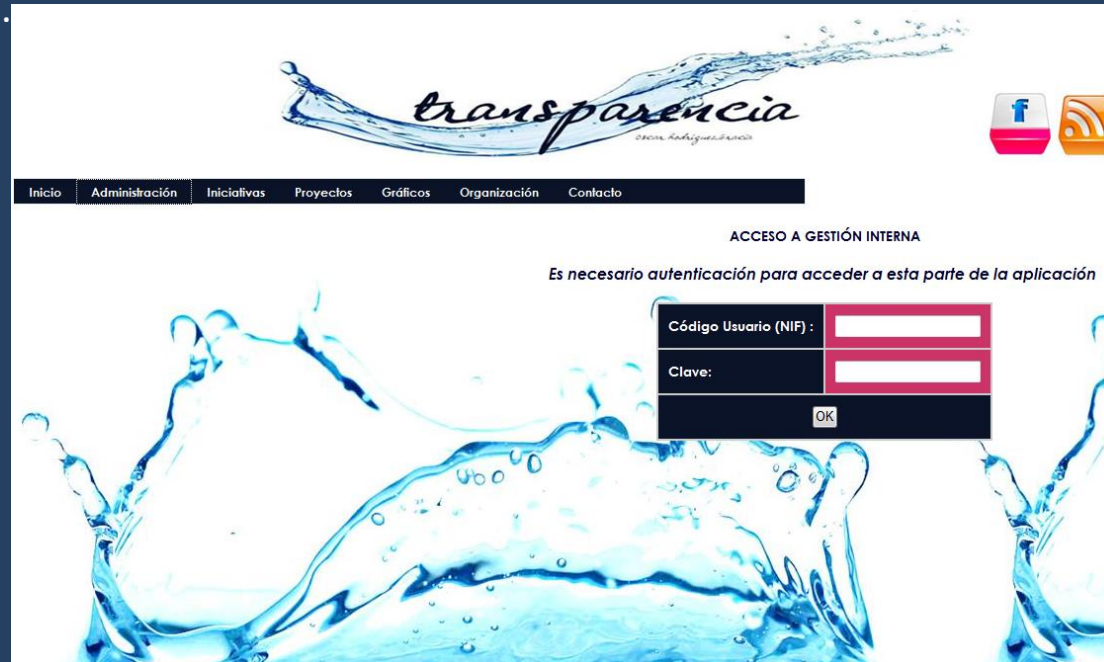 transparencia
Inicio Administración Iniciativas Proyectos Gráficos Organización Contacto
ACCESO A GESTIÓN INTERNA
Es necesario autenticación para acceder a esta parte de la aplicación
Código Usuario (NIF) :
Clave:
OK